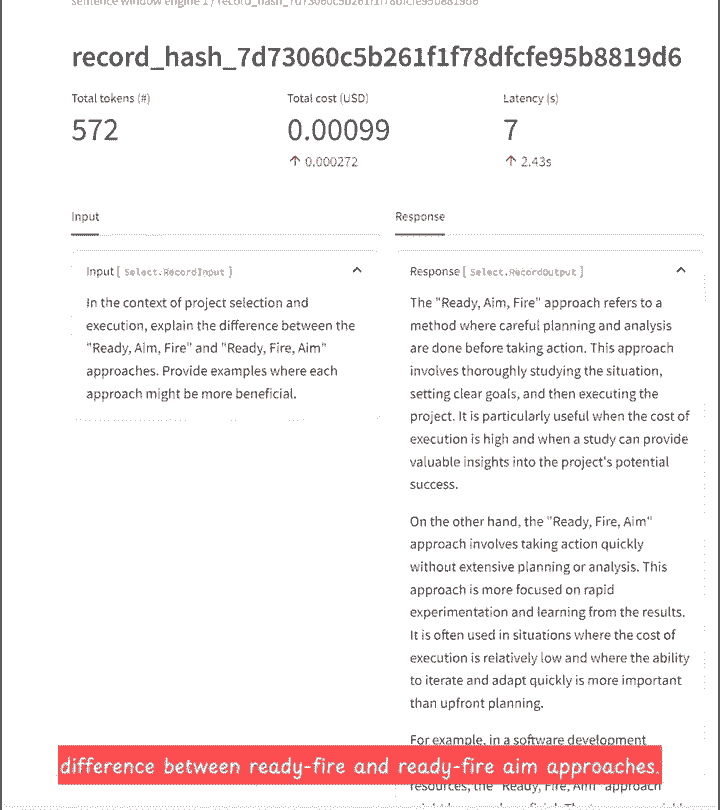 sentence window engine 1 / record_hash_7d73060c5b261f1f78dfcfe95b8819d6
record_hash_7d73060c5b261f1f78dfcfe95b8819d6
Total tokens (#) Total cost (USD) Latency (s)
572 0.00099 7
↑ 0.000272 ↑ 2.43s
Input Response
Input [ Select.RecordInput ] Response [ Select.RecordOutput ]
In the context of project selection and
execution, explain the difference between the
"Ready, Aim, Fire" and "Ready, Fire, Aim"
approaches. Provide examples where each
approach might be more beneficial.
The "Ready, Aim, Fire" approach refers to a
method where careful planning and analysis
are done before taking action. This approach
involves thoroughly studying the situation,
setting clear goals, and then executing the
project. It is particularly useful when the cost of
execution is high and when a study can provide
valuable insights into the project's potential
success.
On the other hand, the "Ready, Fire, Aim"
approach involves taking action quickly
without extensive planning or analysis. This
approach is more focused on rapid
experimentation and learning from the results.
It is often used in situations where the cost of
execution is relatively low and where the ability
to iterate and adapt quickly is more important
than upfront planning.
For example, in a software development
difference between ready-fire and ready-fire aim approaches.
resources, the "Ready, Aim" approach